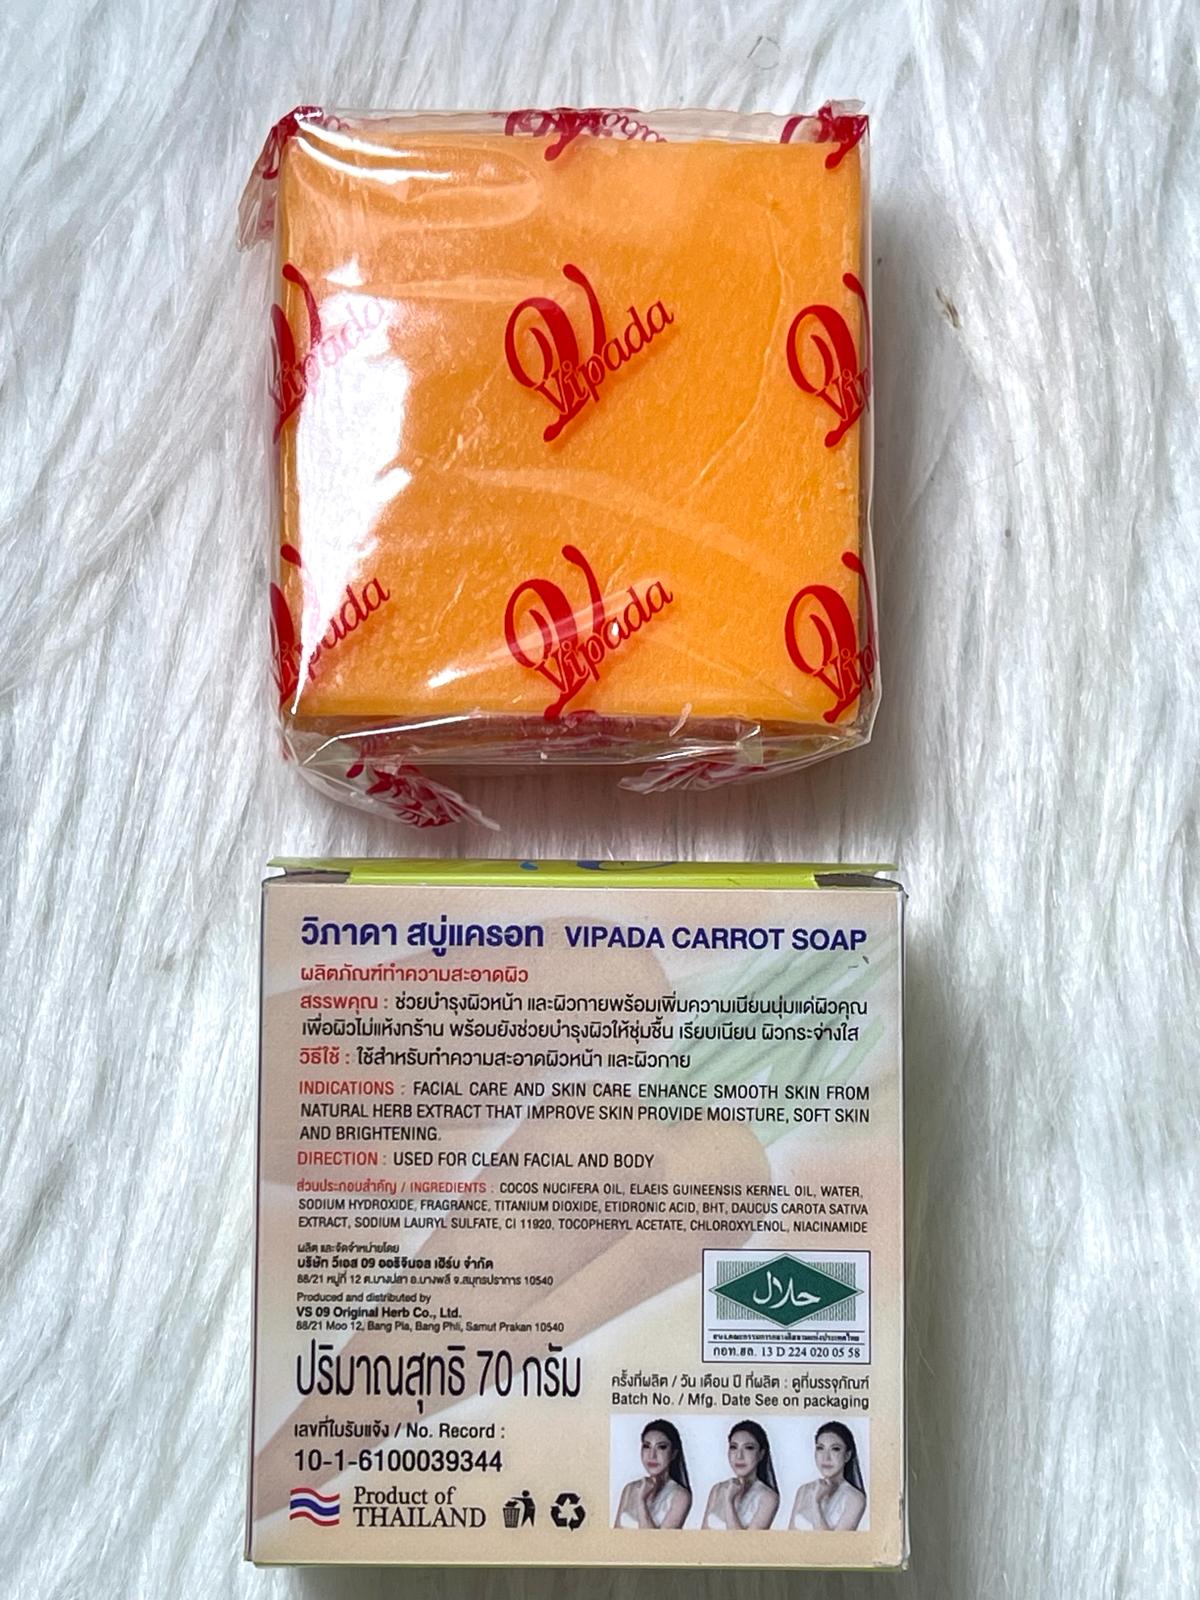 Vipada
Vipada
Vipada
Vipada
วิภาดา สบู่แครอท VIPADA CARROT SOAP
ผลิตภัณฑ์ทำความสะอาดผิว
สรรพคุณ : ช่วยบำรุงผิวหน้า และผิวกายพร้อมเพิ่มความเนียนนุ่มแด่ผิวคุณ
เพื่อผิวไม่แห้งกร้าน พร้อมยังช่วยบำรุงผิวให้ชุ่มชื้น เรียบเนียน ผิวกระจ่างใส
วิธีใช้ : ใช้สำหรับทำความสะอาดผิวหน้า และผิวกาย
INDICATIONS : FACIAL CARE AND SKIN CARE ENHANCE SMOOTH SKIN FROM
NATURAL HERB EXTRACT THAT IMPROVE SKIN PROVIDE MOISTURE, SOFT SKIN
AND BRIGHTENING.
DIRECTION : USED FOR CLEAN FACIAL AND BODY
ส่วนประกอบสำคัญ / INGREDIENTS : COCOS NUCIFERA OIL, ELAEIS GUINEENSIS KERNEL OIL, WATER,
SODIUM HYDROXIDE, FRAGRANCE, TITANIUM DIOXIDE, ETIDRONIC ACID, BHT, DAUCUS CAROTA SATIVA
EXTRACT, SODIUM LAURYL SULFATE, CI 11920, TOCOPHERYL ACETATE, CHLOROXYLENOL, NIACINAMIDE
ผลิต และจัดจำหน่ายโดย
บริษัท วีเอส 09 ออริจินอล เฮิร์บ จำกัด
88/21 หมู่ที่ 12 ต.บางปลา อ.บางพลี จ.สมุทรปราการ 10540
Produced and distributed by
VS 09 Original Herb Co., Ltd.
88/21 Moo 12, Bang Pla, Bang Phli, Samut Prakan 10540
حلال
กอท.ฮล. 13 D 224 020 05 58
ปริมาณสุทธิ 70 กรัม
ครั้งที่ผลิต / วัน เดือน ปี ที่ผลิต : ดูที่บรรจุภัณฑ์
Batch No. / Mfg. Date See on packaging
เลขที่ใบรับแจ้ง / No. Record :
10-1-6100039344
Product of
THAILAND